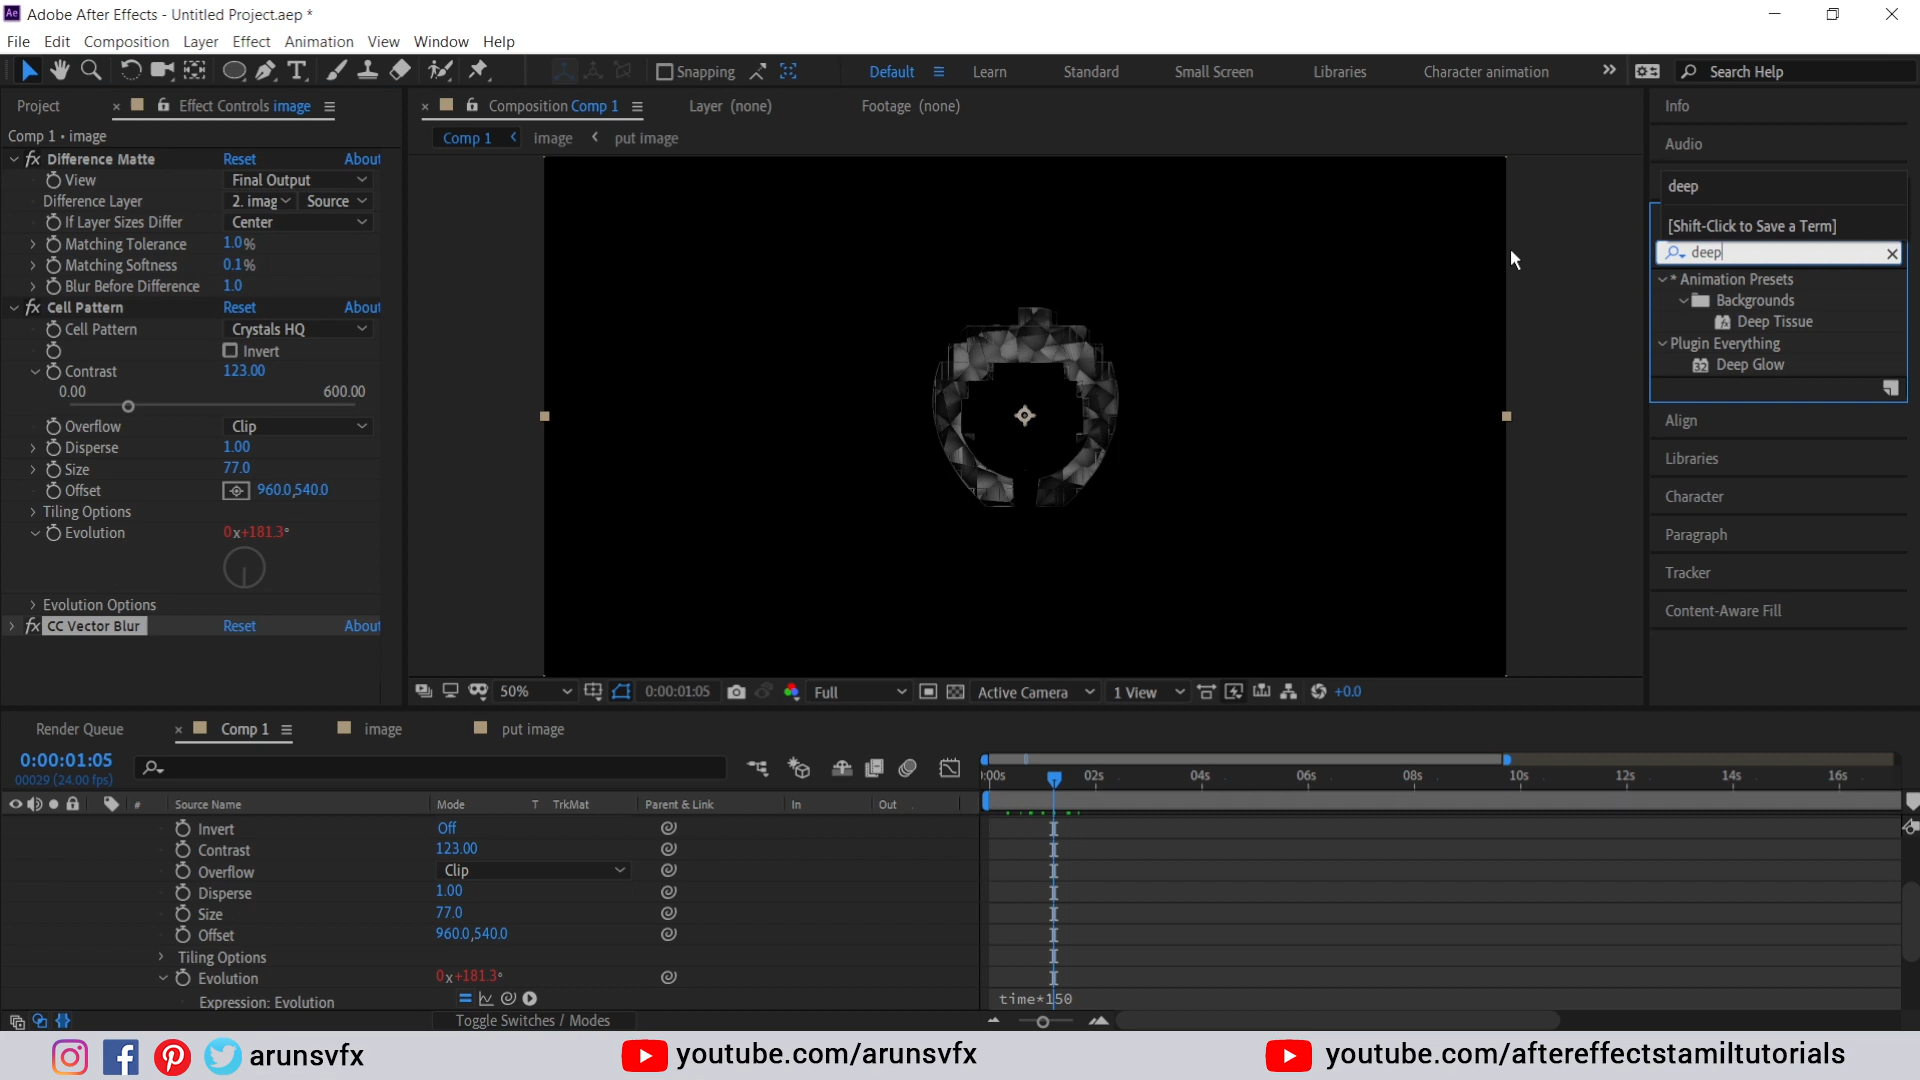 Ae Adobe After Effects - Untitled Project.aep *
File Edit Composition Layer Effect Animation View Window Help
Snapping Default Learn Standard Small Screen Libraries Character animation Search Help
Project Effect Controls image
Composition Comp 1 Layer (none) Footage (none)
Comp 1 • image
Comp 1 image put image
fx Difference Matte Reset About
View Final Output
Difference Layer 2. imag Source
If Layer Sizes Differ Center
Matching Tolerance 1.0%
Matching Softness 0.1%
Blur Before Difference 1.0
fx Cell Pattern Reset About
Cell Pattern Crystals HQ
Invert
Contrast 123.00
0.00 600.00
Overflow Clip
Disperse 1.00
Size 77.0
Offset 960.0,540.0
Tiling Options
Evolution 0x+181.3°
Evolution Options
fx CC Vector Blur Reset About
50% 0:00:01:05 Full Active Camera 1 View +0.0
Info
Audio
deep
[Shift-Click to Save a Term]
deep
* Animation Presets
Backgrounds
Deep Tissue
Plugin Everything
32 Deep Glow
Align
Libraries
Character
Paragraph
Tracker
Content-Aware Fill
Render Queue Comp 1 image put image
0:00:01:05
00029 (24.00 fps)
):00s 02s 04s 06s 08s 10s 12s 14s 16s
# Source Name Mode T TrkMat Parent & Link In Out
Invert Off
Contrast 123.00
Overflow Clip
Disperse 1.00
Size 77.0
Offset 960.0,540.0
Tiling Options
Evolution 0x+181.3°
Expression: Evolution time*150
Toggle Switches / Modes
arunsvfx youtube.com/arunsvfx youtube.com/aftereffectstamiltutorials